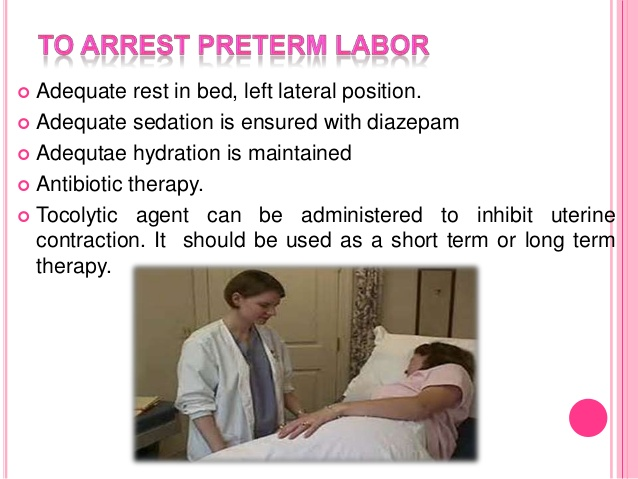 TO ARREST PRETERM LABOR
Adequate rest in bed, left lateral position.
Adequate sedation is ensured with diazepam
Adequtae hydration is maintained
Antibiotic therapy.
Tocolytic agent can be administered to inhibit uterine
contraction. It should be used as a short term or long term
therapy.